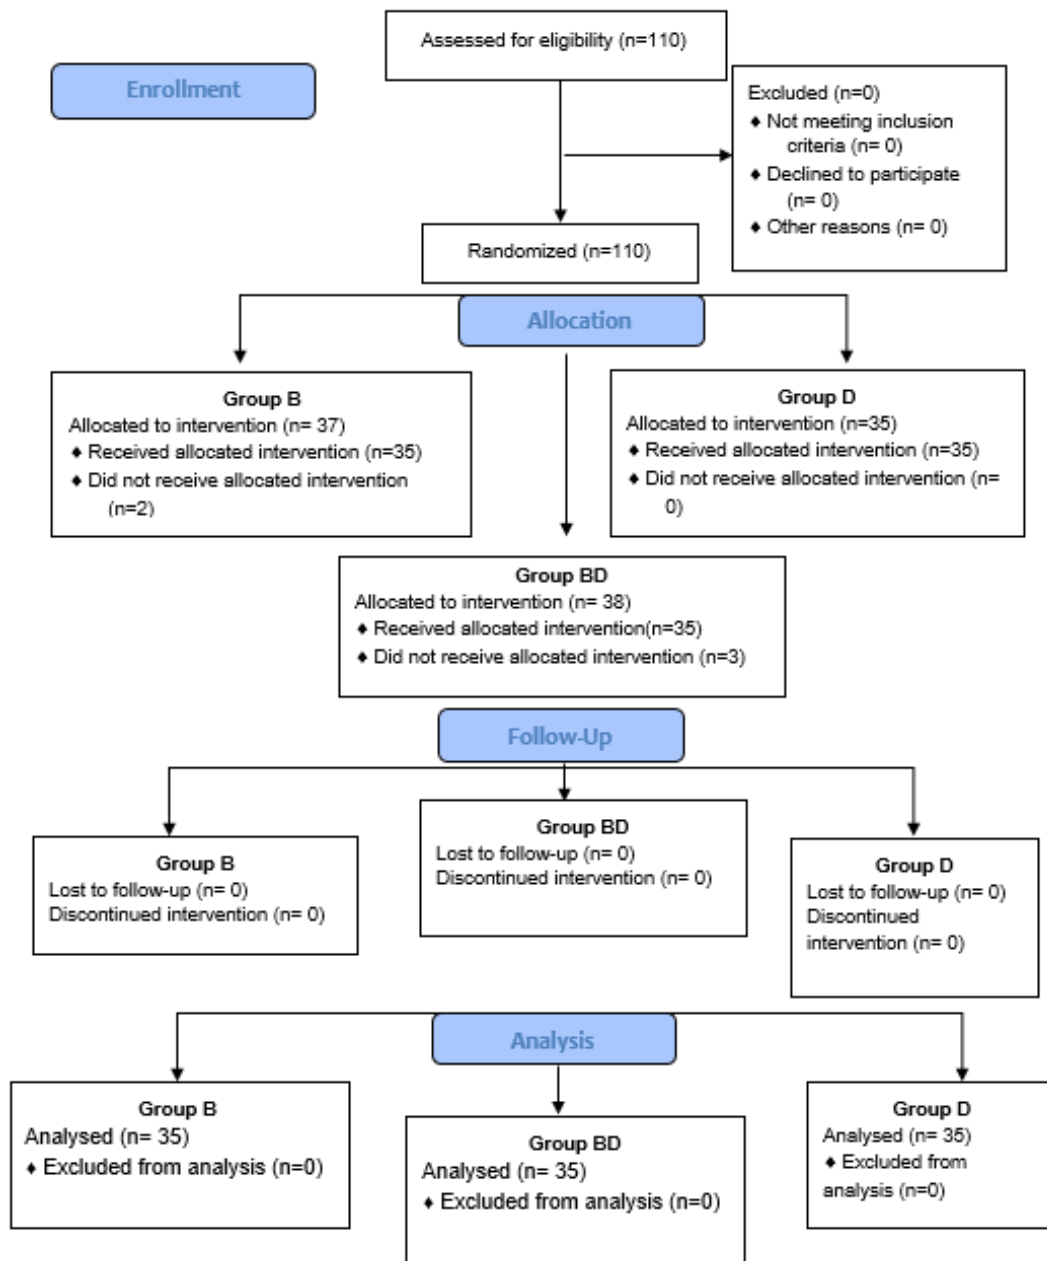 Assessed for eligibility (n=110)
Enrollment
Excluded (n=0)
♦ Not meeting inclusion
criteria (n= 0)
♦ Declined to participate
(n= 0)
♦ Other reasons (n= 0)
Randomized (n=110)
Allocation
Group B
Allocated to intervention (n= 37)
♦ Received allocated intervention (n=35)
♦ Did not receive allocated intervention
(n=2)
Group D
Allocated to intervention (n=35)
♦ Received allocated intervention (n=35)
♦ Did not receive allocated intervention (n=
0)
Group BD
Allocated to intervention (n= 38)
♦ Received allocated intervention(n=35)
♦ Did not receive allocated intervention (n=3)
Follow-Up
Group B
Lost to follow-up (n= 0)
Discontinued intervention (n= 0)
Group BD
Lost to follow-up (n= 0)
Discontinued intervention (n= 0)
Group D
Lost to follow-up (n= 0)
Discontinued
intervention (n= 0)
Analysis
Group B
Analysed (n= 35)
♦ Excluded from analysis (n=0)
Group BD
Analysed (n= 35)
♦ Excluded from analysis (n=0)
Group D
Analysed (n= 35)
♦ Excluded from
analysis (n=0)